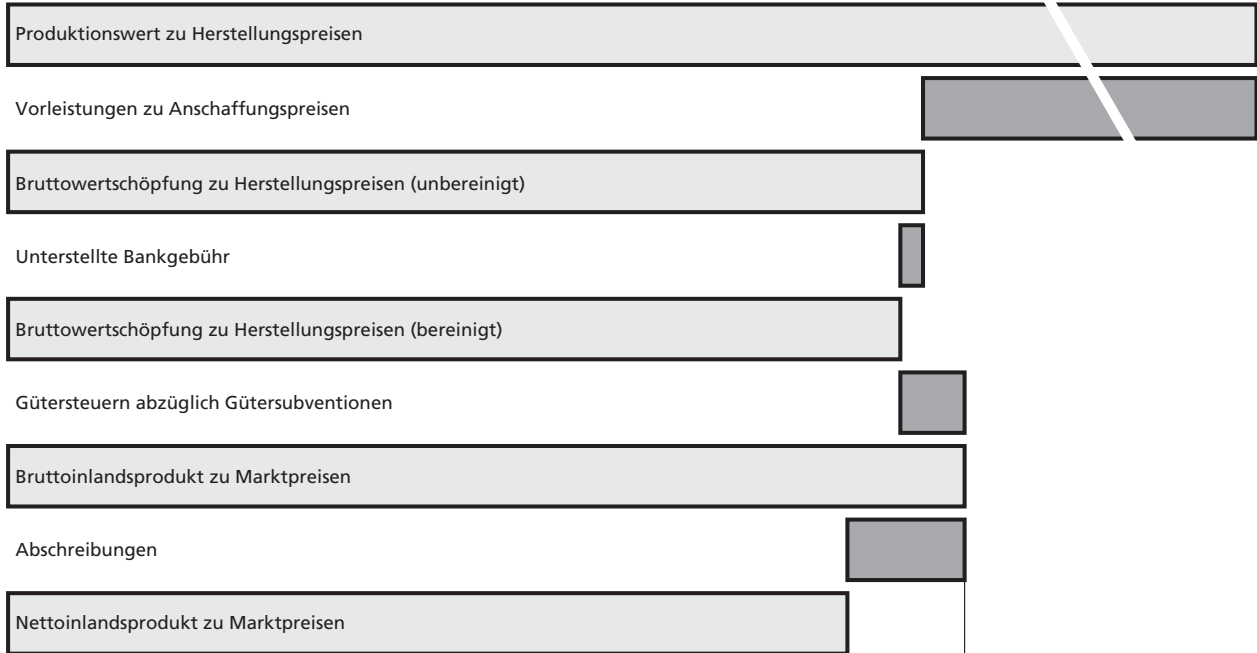 Produktionswert zu Herstellungspreisen
Vorleistungen zu Anschaffungspreisen
Bruttowertschöpfung zu Herstellungspreisen (unbereinigt)
Unterstellte Bankgebühr
Bruttowertschöpfung zu Herstellungspreisen (bereinigt)
Gütersteuern abzüglich Gütersubventionen
Bruttoinlandsprodukt zu Marktpreisen
Abschreibungen
Nettoinlandsprodukt zu Marktpreisen